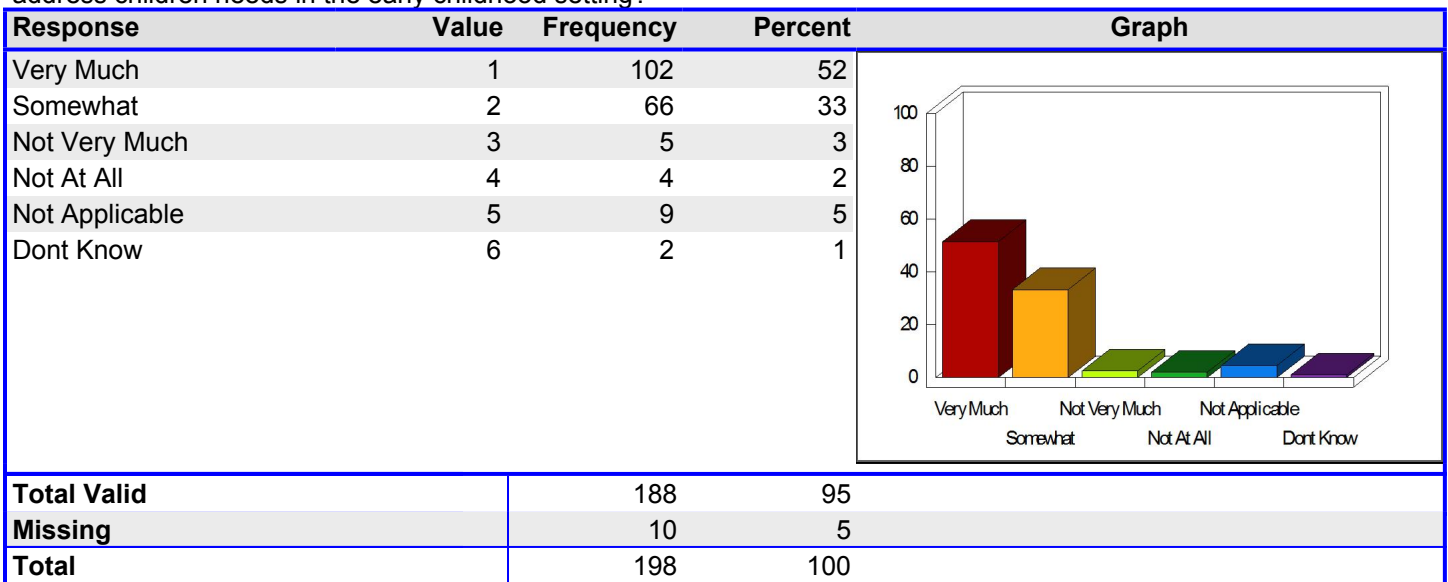 address children needs in the early childhood setting?
Response Value Frequency Percent Graph
Very Much 1 102 52
Somewhat 2 66 33
Not Very Much 3 5 3
Not At All 4 4 2
Not Applicable 5 9 5
Dont Know 6 2 1
100
80
60
40
20
0
Very Much Not Very Much Not Applicable
Somewhat Not At All Dont Know
Total Valid 188 95
Missing 10 5
Total 198 100